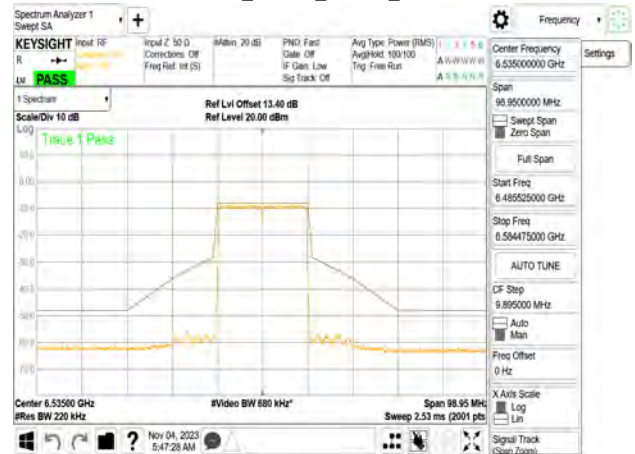 Spectrum Analyzer 1
Swept SA
Frequency
KEYSIGHT Input: RF
Input Z: 50 Ω
#Atten: 20 dB
PNO: Fast
Avg Type: Power (RMS)
R
Corrections: Off
Gate: Off
Avg|Hold: 100/100
Freq Ref: Int (S)
IF Gain: Low
Trig: Free Run
Sig Track: Off
PASS
Center Frequency
6.535000000 GHz
Settings
Span
98.9500000 MHz
Swept Span
Zero Span
Full Span
Start Freq
6.485525000 GHz
Stop Freq
6.584475000 GHz
AUTO TUNE
CF Step
9.895000 MHz
Auto
Man
Freq Offset
0 Hz
X Axis Scale
Log
Lin
Signal Track
(Span Zoom)
1 Spectrum
Ref Lvl Offset 13.40 dB
Scale/Div 10 dB
Ref Level 20.00 dBm
Log
Trace 1 Pass
Center 6.53500 GHz
#Video BW 680 kHz*
Span 98.95 MHz
#Res BW 220 kHz
Sweep 2.53 ms (2001 pts
Nov 04, 2023
5:47:28 AM